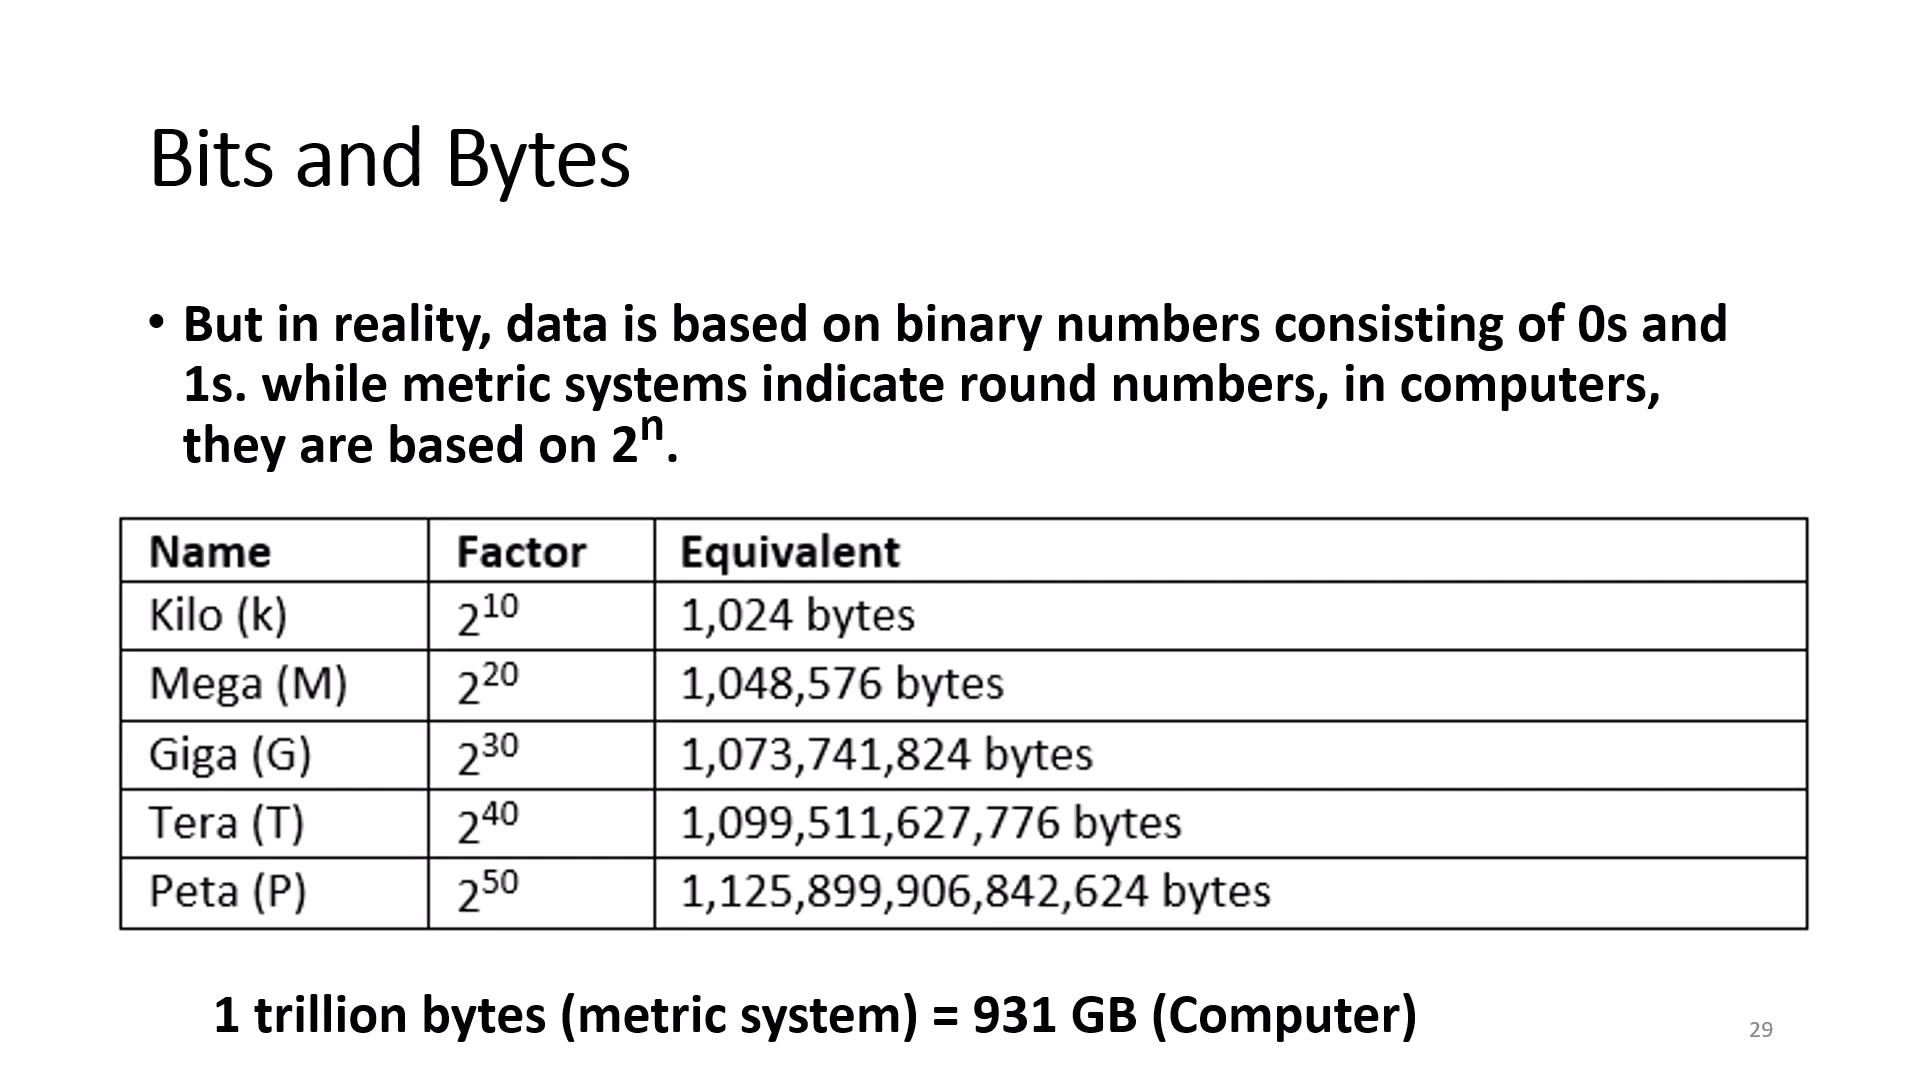 Bits and Bytes
• But in reality, data is based on binary numbers consisting of 0s and
1s. while metric systems indicate round numbers, in computers,
they are based on 2ⁿ.
Name Factor Equivalent
Kilo (k) 2¹⁰ 1,024 bytes
Mega (M) 2²⁰ 1,048,576 bytes
Giga (G) 2³⁰ 1,073,741,824 bytes
Tera (T) 2⁴⁰ 1,099,511,627,776 bytes
Peta (P) 2⁵⁰ 1,125,899,906,842,624 bytes
1 trillion bytes (metric system) = 931 GB (Computer)
29